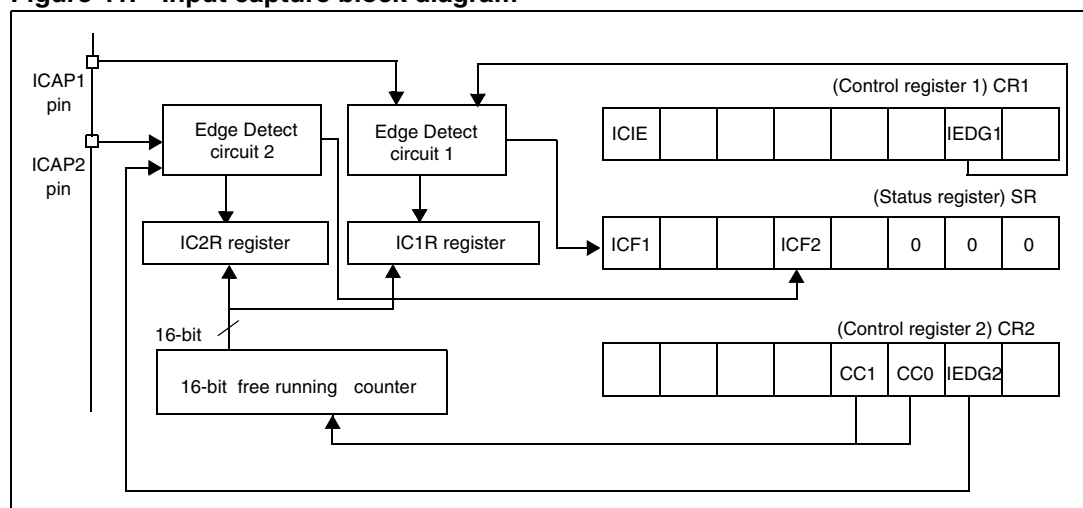 Figure 41. Input capture block diagram
ICAP1
pin
ICAP2
pin
Edge Detect
circuit 2
Edge Detect
circuit 1
IC2R register
IC1R register
16-bit
16-bit free running counter
(Control register 1) CR1
ICIE
IEDG1
(Status register) SR
ICF1
ICF2
0
0
0
(Control register 2) CR2
CC1
CC0
IEDG2